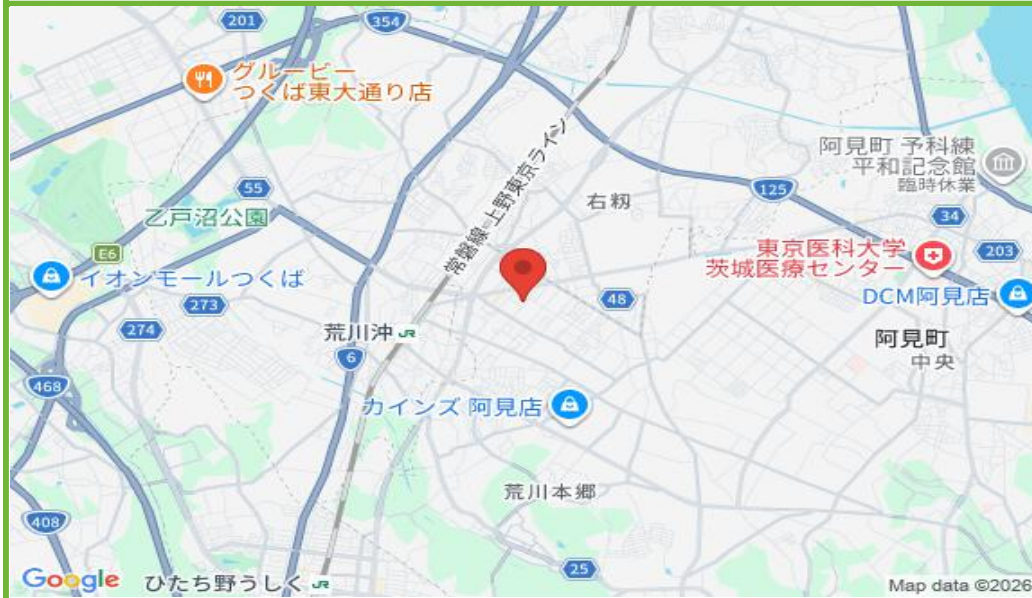 201
354
グルービー
つくば東大通り店
常磐線 上野東京ライン
阿見町 予科練
平和記念館
臨時休業
125
55
右籾
乙戸沼公園
34
E6
東京医科大学
茨城医療センター
203
イオンモールつくば
273
48
DCM阿見店
274
荒川沖 JR
6
阿見町
中央
468
カインズ 阿見店
荒川本郷
408
25
Google
ひたち野うしく JR
Map data ©2026